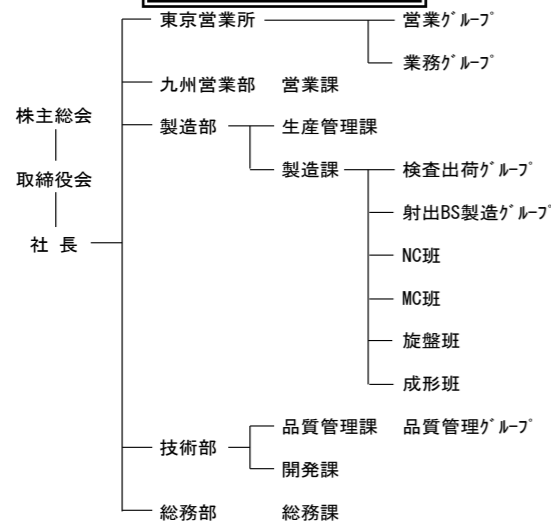 東京営業所 営業ｸﾞﾙｰﾌﾟ
業務ｸﾞﾙｰﾌﾟ
九州営業部 営業課
株主総会
製造部 生産管理課
取締役会
製造課 検査出荷ｸﾞﾙｰﾌﾟ
射出BS製造ｸﾞﾙｰﾌﾟ
社 長
NC班
MC班
旋盤班
成形班
品質管理課 品質管理ｸﾞﾙｰﾌﾟ
技術部
開発課
総務部 総務課